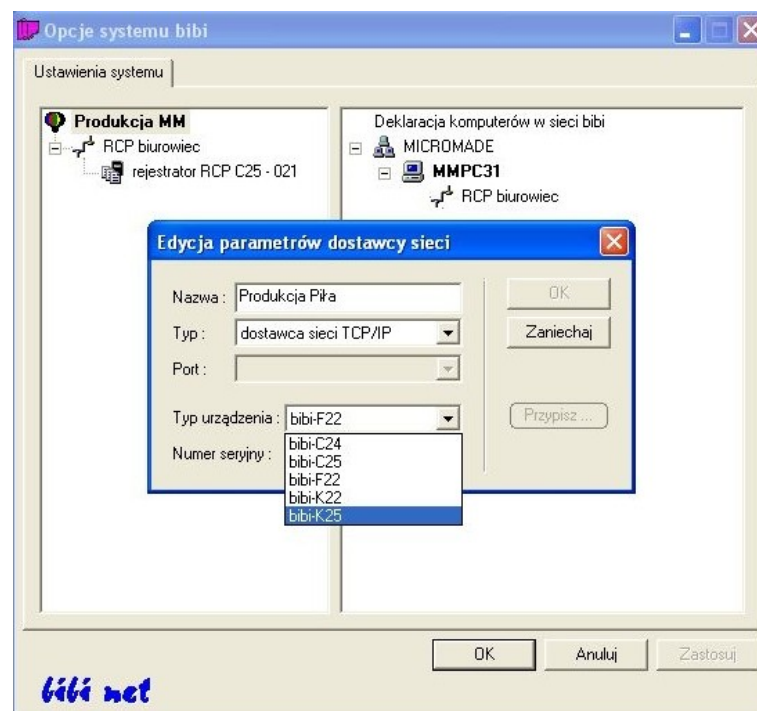 Opcje systemu bibi
Ustawienia systemu
Produkcja MM
RCP biurowiec
rejestrator RCP C25 - 021
Deklaracja komputerów w sieci bibi
MICROMADE
MMPC31
RCP biurowiec
Edycja parametrów dostawcy sieci
Nazwa : Produkcja Piła
OK
Typ : dostawca sieci TCP/IP
Zaniechaj
Port :
Typ urządzenia : bibi-F22
Przypisz ...
Numer seryjny :
bibi-C24
bibi-C25
bibi-F22
bibi-K22
bibi-K25
OK Anuluj Zastosuj
bibi net